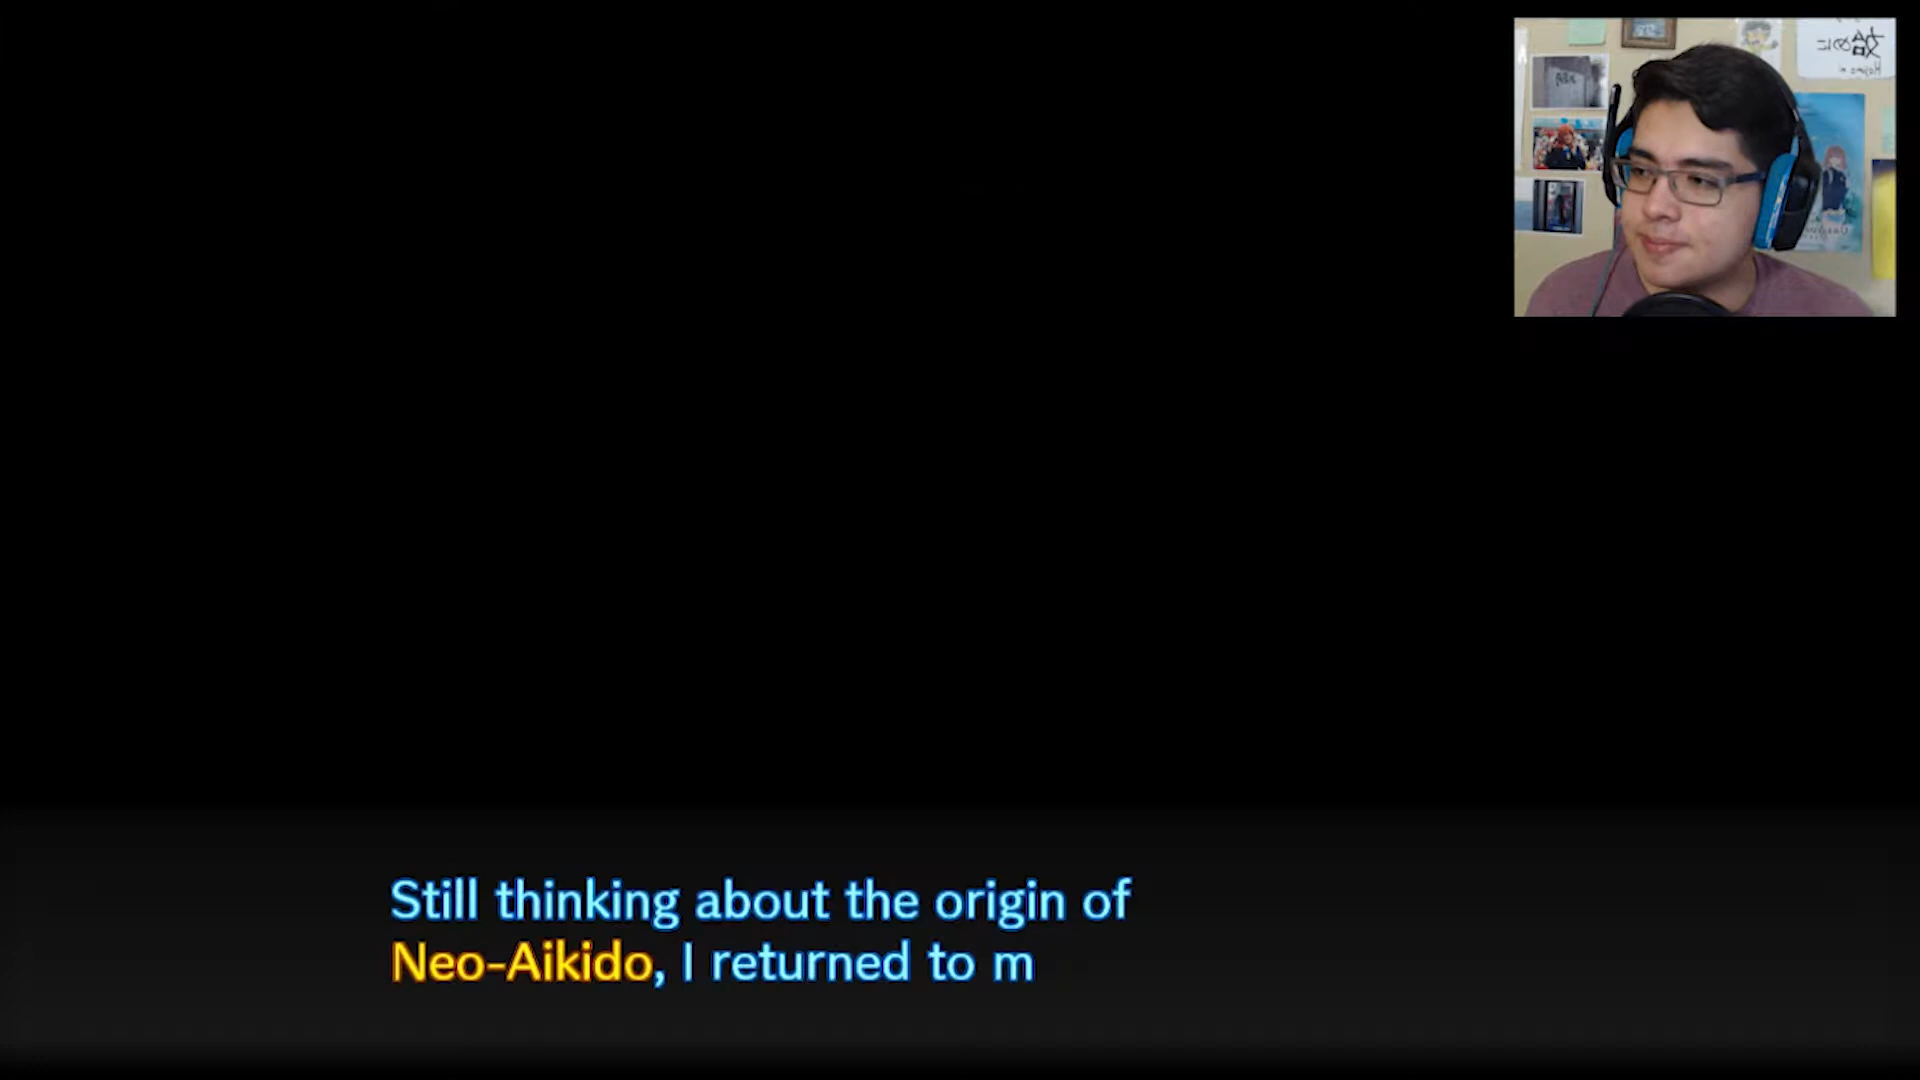 Still thinking about the origin of
Neo-Aikido, I returned to m